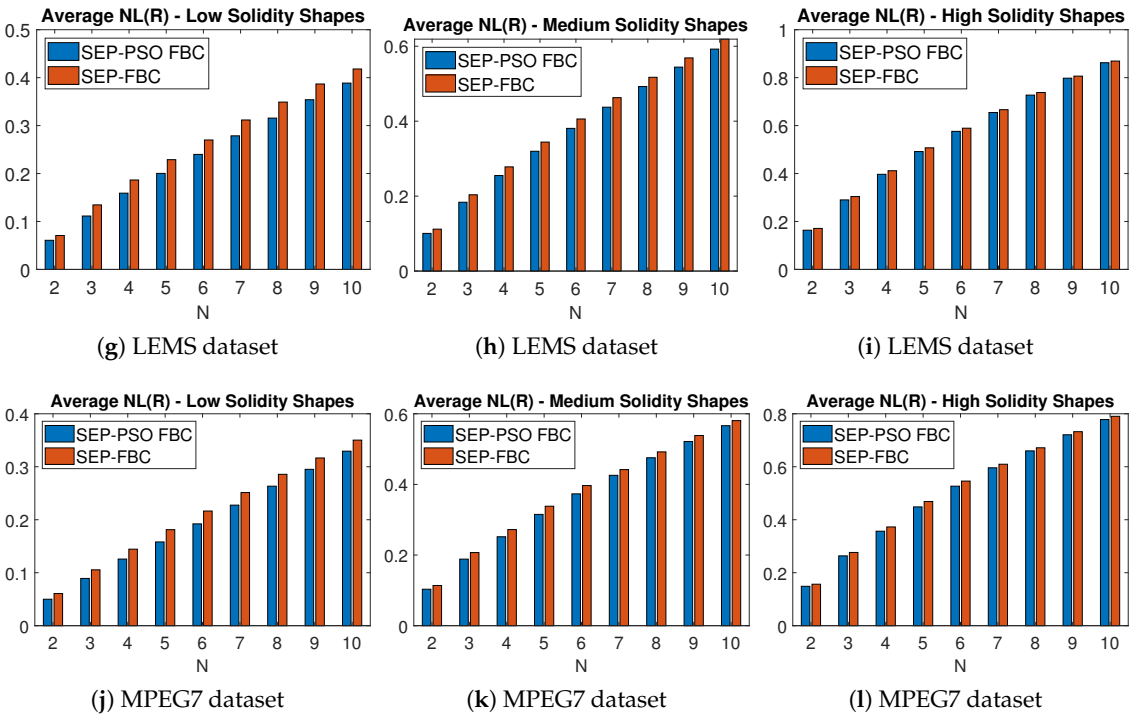 Average NL(R) - Low Solidity Shapes
0.5
0.4
0.3
0.2
0.1
0
SEP-PSO FBC
SEP-FBC
2 3 4 5 6 7 8 9 10
N
(g) LEMS dataset
Average NL(R) - Medium Solidity Shapes
0.6
0.4
0.2
0
SEP-PSO FBC
SEP-FBC
2 3 4 5 6 7 8 9 10
N
(h) LEMS dataset
Average NL(R) - High Solidity Shapes
1
0.8
0.6
0.4
0.2
0
SEP-PSO FBC
SEP-FBC
2 3 4 5 6 7 8 9 10
N
(i) LEMS dataset
Average NL(R) - Low Solidity Shapes
0.4
0.3
0.2
0.1
0
SEP-PSO FBC
SEP-FBC
2 3 4 5 6 7 8 9 10
N
(j) MPEG7 dataset
Average NL(R) - Medium Solidity Shapes
0.6
0.4
0.2
0
SEP-PSO FBC
SEP-FBC
2 3 4 5 6 7 8 9 10
N
(k) MPEG7 dataset
Average NL(R) - High Solidity Shapes
0.8
0.6
0.4
0.2
0
SEP-PSO FBC
SEP-FBC
2 3 4 5 6 7 8 9 10
N
(l) MPEG7 dataset